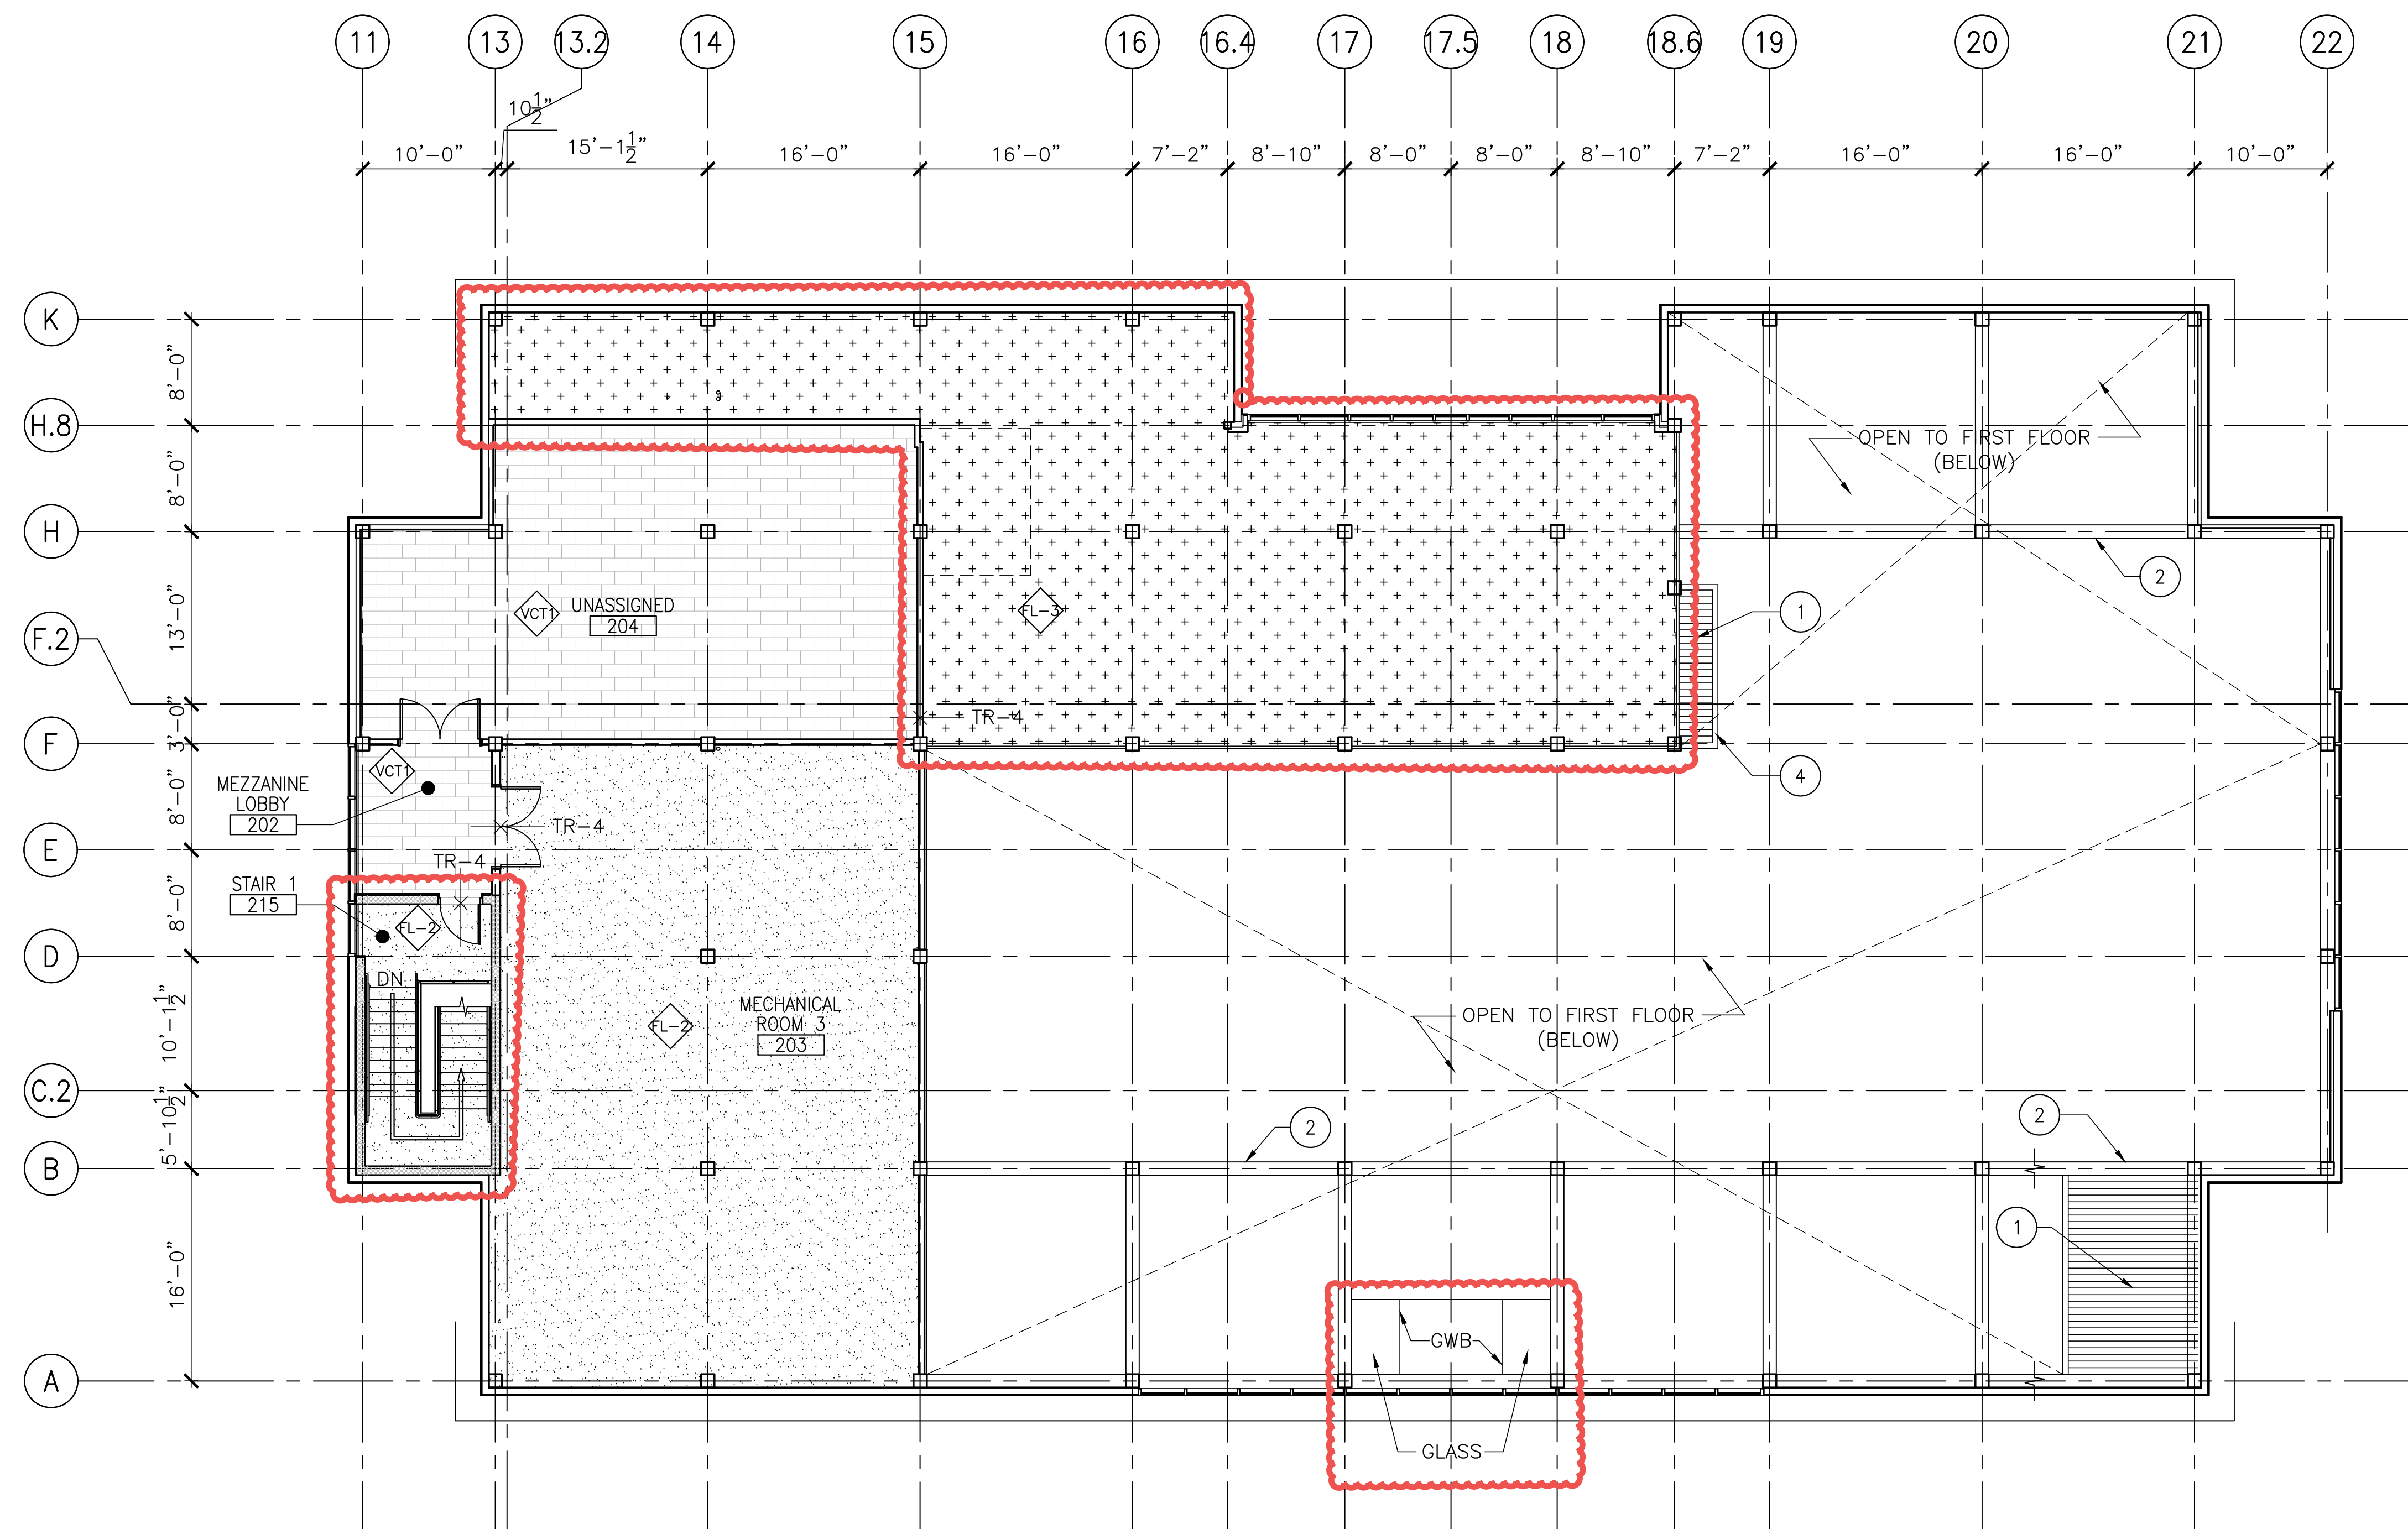 11 13 13.2 14 15 16 16.4 17 17.5 18 18.6 19 20 21 22
10½”
10’–0” 15’–1½” 16’–0” 16’–0” 7’–2” 8’–10” 8’–0” 8’–0” 8’–10” 7’–2” 16’–0” 16’–0” 10’–0”
K
8’–0”
H.8
OPEN TO FIRST FLOOR
(BELOW)
8’–0”
H
2
13’–0”
VCT1
UNASSIGNED
204
FL–3
1
F.2
3’–0”
TR–4
F
VCT1
4
MEZZANINE
LOBBY
202
8’–0”
TR–4
E
TR–4
STAIR 1
215
8’–0”
FL–2
D
DN
10’–1½”
MECHANICAL
ROOM 3
203
FL–2
OPEN TO FIRST FLOOR
(BELOW)
C.2
5’–10½”
2
2
B
1
16’–0”
GWB
A
GLASS